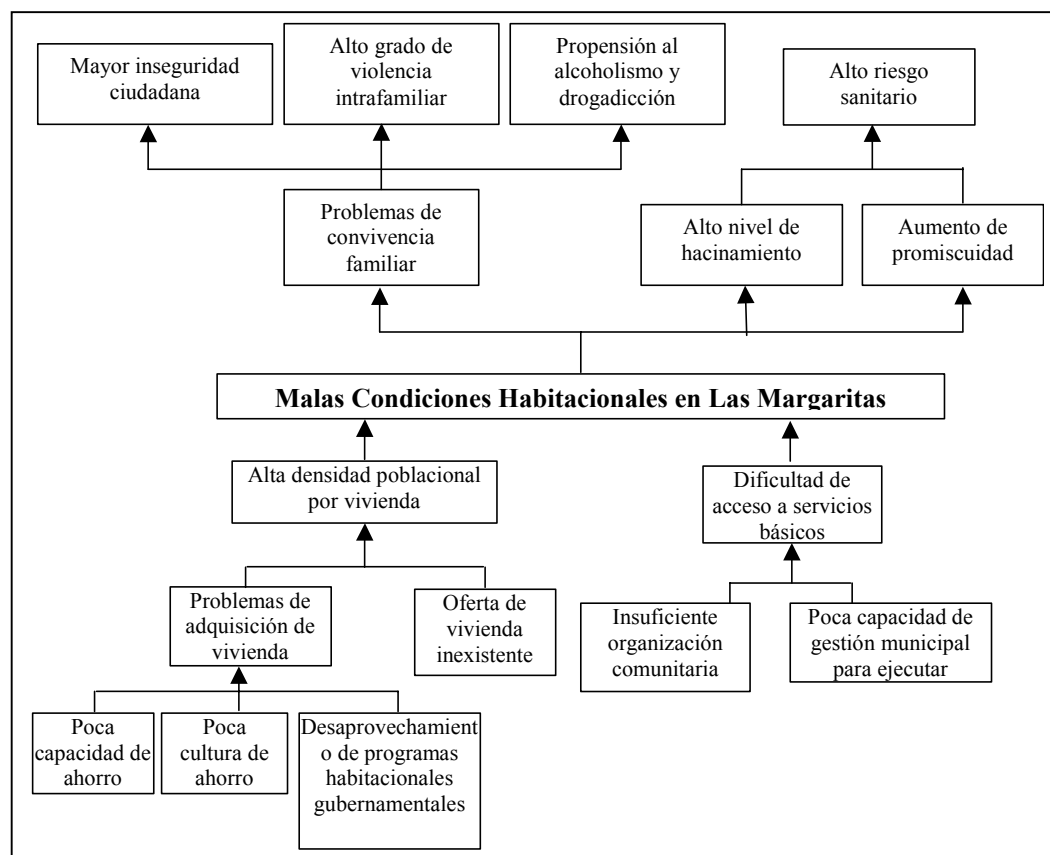 Mayor inseguridad
ciudadana
Alto grado de
violencia
intrafamiliar
Propensión al
alcoholismo y
drogadicción
Alto riesgo
sanitario
Problemas de
convivencia
familiar
Alto nivel de
hacinamiento
Aumento de
promiscuidad
Malas Condiciones Habitacionales en Las Margaritas
Alta densidad poblacional
por vivienda
Dificultad de
acceso a servicios
básicos
Problemas de
adquisición de
vivienda
Oferta de
vivienda
inexistente
Insuficiente
organización
comunitaria
Poca capacidad de
gestión municipal
para ejecutar
Poca
capacidad de
ahorro
Poca
cultura de
ahorro
Desaprovechamient
o de programas
habitacionales
gubernamentales